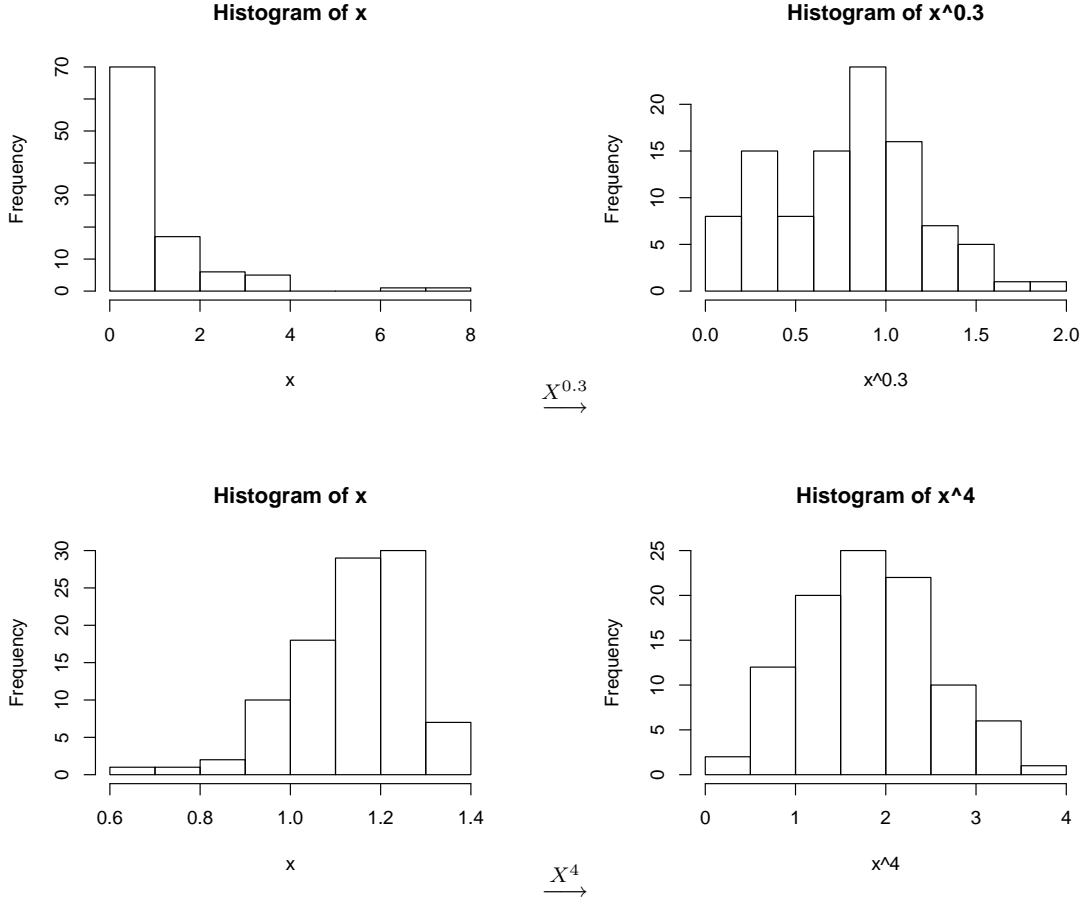 Histogram of x
Frequency
70
50
30
10
0
0 2 4 6 8
x
Histogram of x^0.3
Frequency
20
15
10
5
0
0.0 0.5 1.0 1.5 2.0
x^0.3
X^0.3
⟶
Histogram of x
Frequency
30
25
20
15
10
5
0
0.6 0.8 1.0 1.2 1.4
x
Histogram of x^4
Frequency
25
20
15
10
5
0
0 1 2 3 4
x^4
X^4
⟶